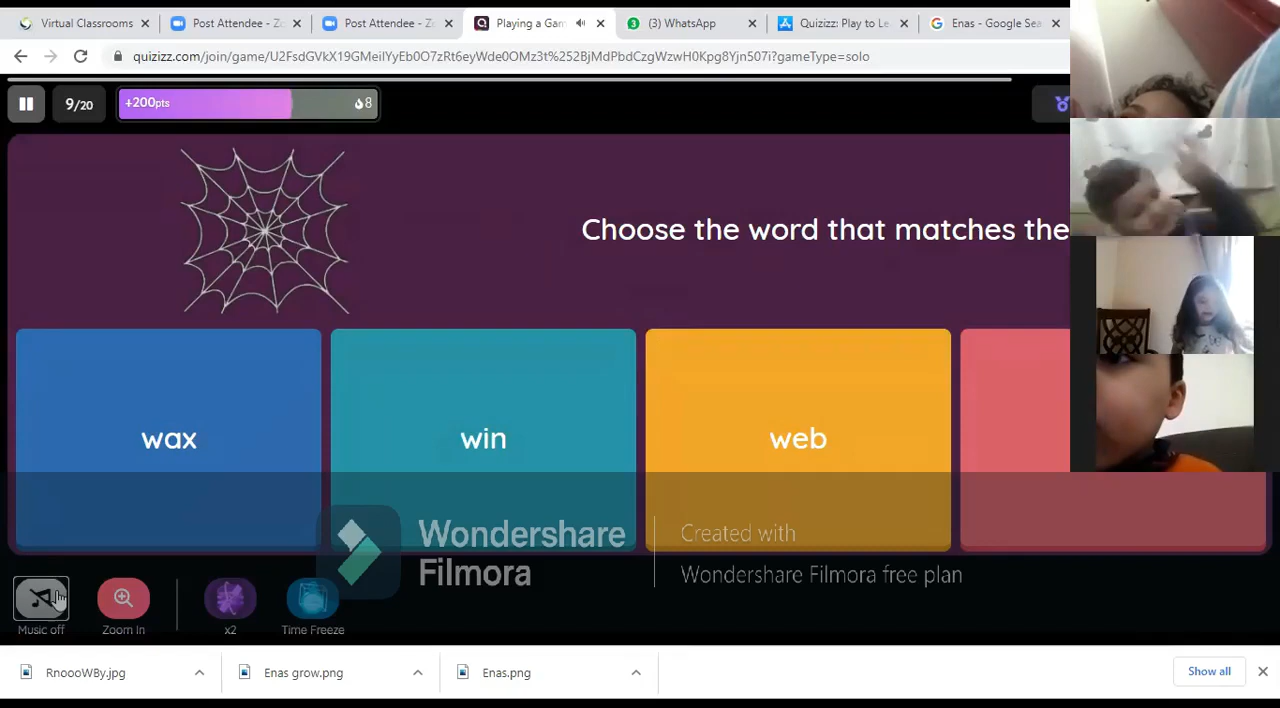 Virtual Classrooms
Post Attendee - Zo
Post Attendee - Zo
Playing a Gam
(3) WhatsApp
Quizizz: Play to Le
Enas - Google Sea
quizizz.com/join/game/U2FsdGVkX19GMeilYyEb0O7zRt6eyWde0OMz3t%252BjMdPbdCzgWzwH0Kpg8Yjn507i?gameType=solo
9/20
+200pts
8
Choose the word that matches the
wax
win
web
Wondershare
Filmora
Created with
Wondershare Filmora free plan
Music off
Zoom In
x2
Time Freeze
RnoooWBy.jpg
Enas grow.png
Enas.png
Show all